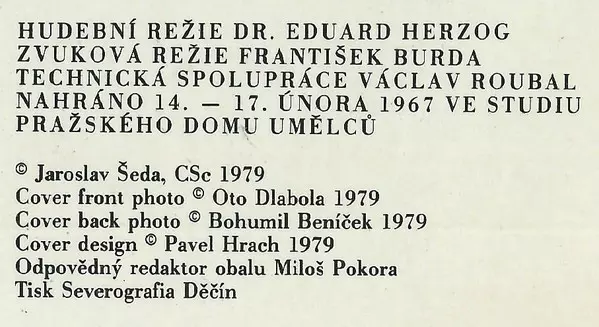 HUDEBNÍ REŽIE DR. EDUARD HERZOG
ZVUKOVÁ REŽIE FRANTIŠEK BURDA
TECHNICKÁ SPOLUPRÁCE VÁCLAV ROUBAL
NAHRÁNO 14. – 17. ÚNORA 1967 VE STUDIU
PRAŽSKÉHO DOMU UMĚLCŮ
© Jaroslav Šeda, CSc 1979
Cover front photo © Oto Dlabola 1979
Cover back photo © Bohumil Beníček 1979
Cover design © Pavel Hrach 1979
Odpovědný redaktor obalu Miloš Pokora
Tisk Severografia Děčín